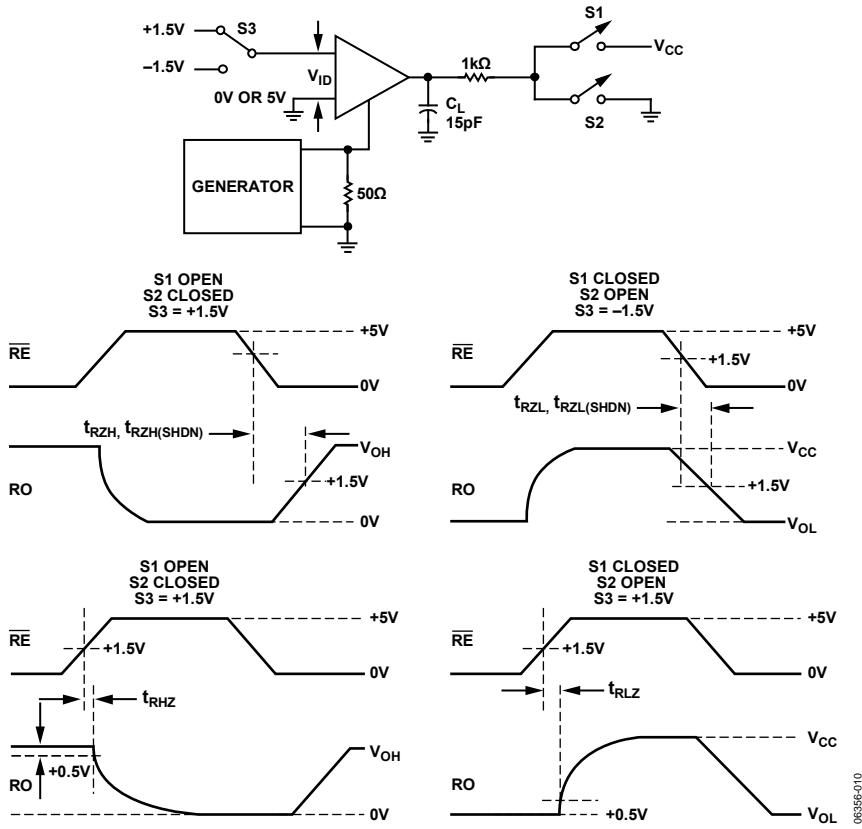 +1.5V
S3
–1.5V
V_ID
0V OR 5V
C_L
15pF
1kΩ
S1
V_CC
S2
GENERATOR
50Ω
S1 OPEN
S2 CLOSED
S3 = +1.5V
RE
+5V
0V
t_RZH, t_RZH(SHDN)
RO
V_OH
+1.5V
0V
S1 CLOSED
S2 OPEN
S3 = –1.5V
RE
+5V
+1.5V
0V
t_RZL, t_RZL(SHDN)
RO
V_CC
+1.5V
V_OL
S1 OPEN
S2 CLOSED
S3 = +1.5V
RE
+5V
+1.5V
0V
t_RHZ
RO
+0.5V
V_OH
0V
S1 CLOSED
S2 OPEN
S3 = +1.5V
RE
+5V
+1.5V
0V
t_RLZ
RO
V_CC
+0.5V
V_OL
06356-010